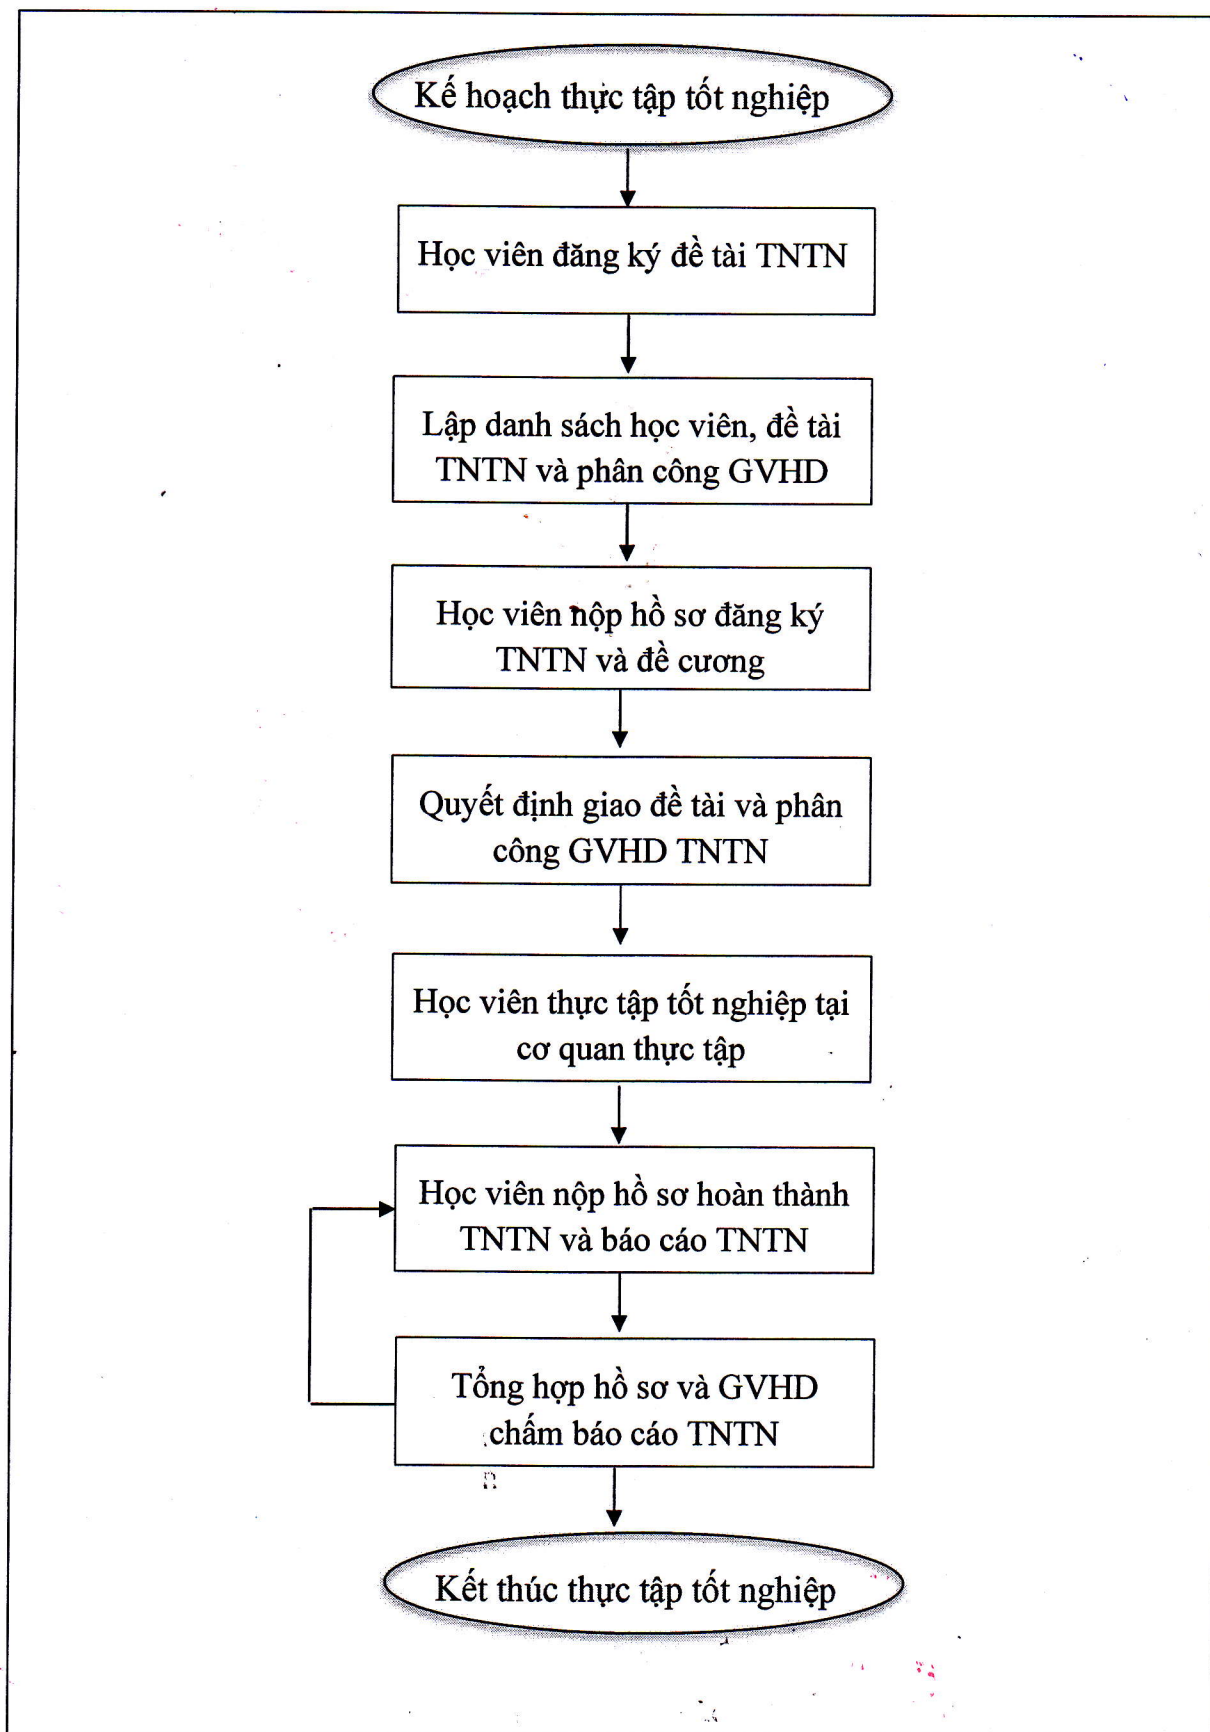 Kế hoạch thực tập tốt nghiệp
Học viên đăng ký đề tài TNTN
Lập danh sách học viên, đề tài
TNTN và phân công GVHD
Học viên nộp hồ sơ đăng ký
TNTN và đề cương
Quyết định giao đề tài và phân
công GVHD TNTN
Học viên thực tập tốt nghiệp tại
cơ quan thực tập
Học viên nộp hồ sơ hoàn thành
TNTN và báo cáo TNTN
Tổng hợp hồ sơ và GVHD
chấm báo cáo TNTN
Kết thúc thực tập tốt nghiệp